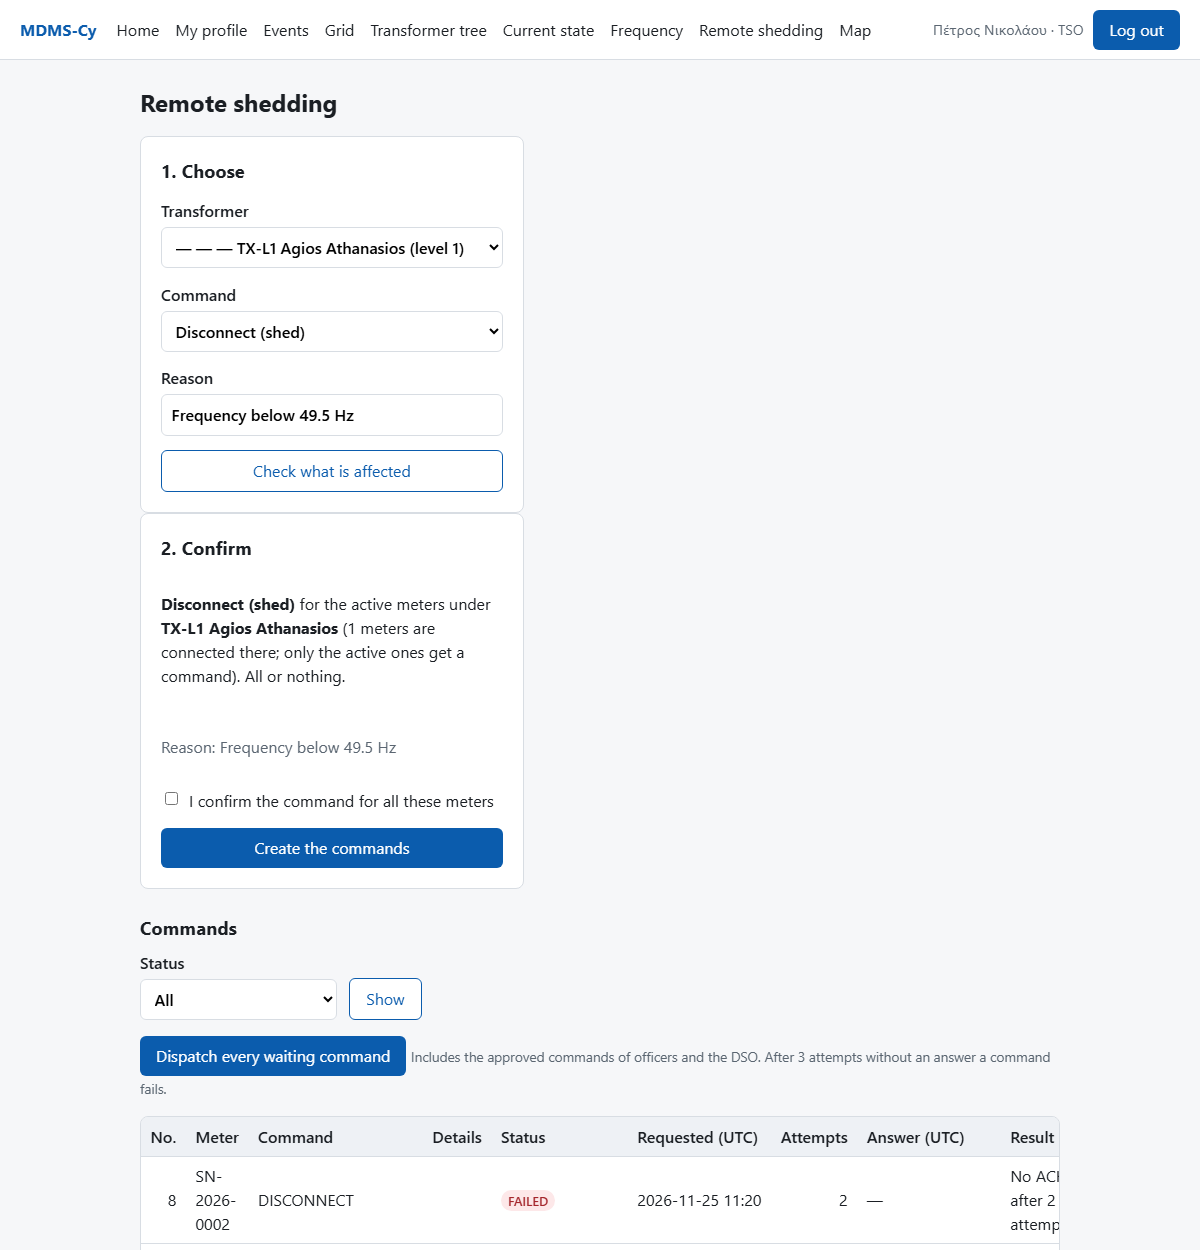 MDMS-Cy Home My profile Events Grid Transformer tree Current state Frequency Remote shedding Map Πέτρος Νικολάου · TSO Log out
Remote shedding
1. Choose
Transformer
— — — TX-L1 Agios Athanasios (level 1)
Command
Disconnect (shed)
Reason
Frequency below 49.5 Hz
Check what is affected
2. Confirm
Disconnect (shed) for the active meters under
TX-L1 Agios Athanasios (1 meters are
connected there; only the active ones get a
command). All or nothing.
Reason: Frequency below 49.5 Hz
I confirm the command for all these meters
Create the commands
Commands
Status
All Show
Dispatch every waiting command Includes the approved commands of officers and the DSO. After 3 attempts without an answer a command
fails.
No. Meter Command Details Status Requested (UTC) Attempts Answer (UTC) Result
8 SN-2026-0002 DISCONNECT FAILED 2026-11-25 11:20 2 — No
after 2